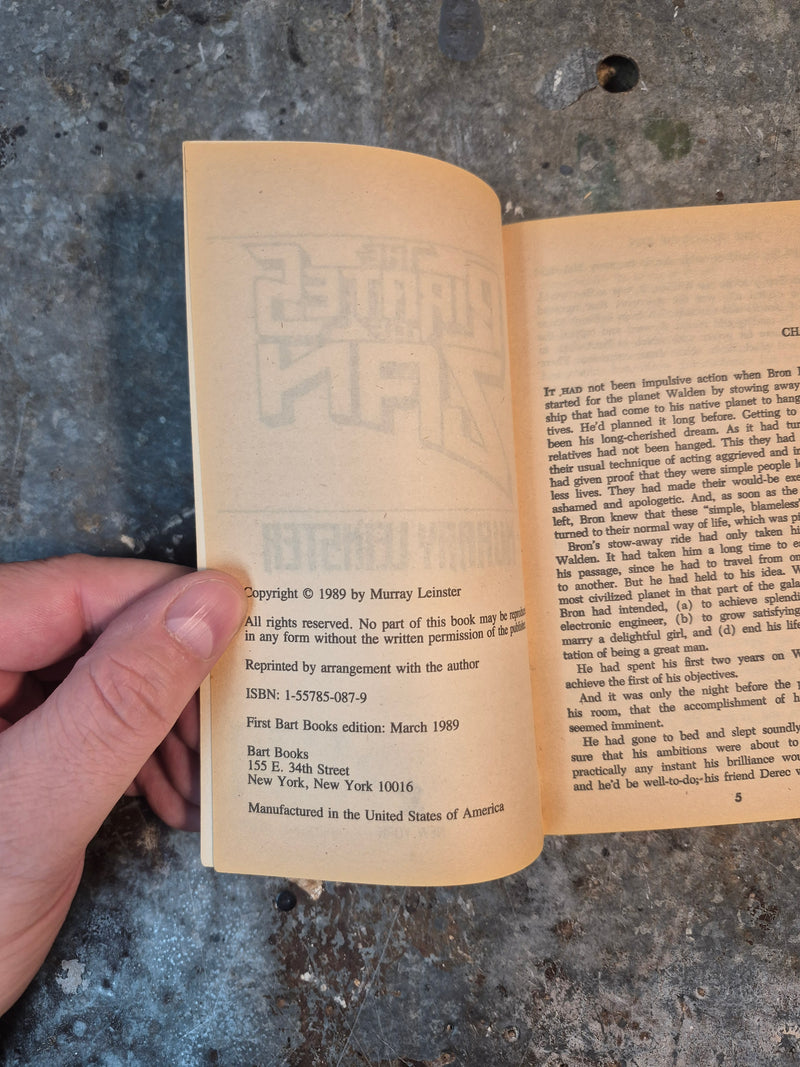 THE
PIRATES
ZAN
MURRAY LEINSTER
Copyright © 1989 by Murray Leinster
All rights reserved. No part of this book may be
in any form without the written permission of the
Reprinted by arrangement with the author
ISBN: 1-55785-087-9
First Bart Books edition: March 1989
Bart Books
155 E. 34th Street
New York, New York 10016
Manufactured in the United States of America
CHA
IT HAD not been impulsive action when Bron
started for the planet Walden by stowing away
ship that had come to his native planet to hang
tives. He'd planned it long before. Getting to
been his long-cherished dream. As it had
relatives had not been hanged. This they had
their usual technique of acting aggrieved and
had given proof that they were simple people
less lives. They had made their would-be
ashamed and apologetic. And, as soon as the
left, Bron knew that these “simple, blameless”
turned to their normal way of life, which was
Bron's stow-away ride had only taken
Walden. It had taken him a long time to
his passage, since he had to travel from
to another. But he had held to his idea.
most civilized planet in that part of the
Bron had intended, (a) to achieve
electronic engineer, (b) to grow
marry a delightful girl, and (d) end his
tation of being a great man.
He had spent his first two years on
achieve the first of his objectives.
And it was only the night before the
his room, that the accomplishment of
seemed imminent.
He had gone to bed and slept soundly
sure that his ambitions were about to
practically any instant his brilliance
and he'd be well-to-do; his friend Derec
5